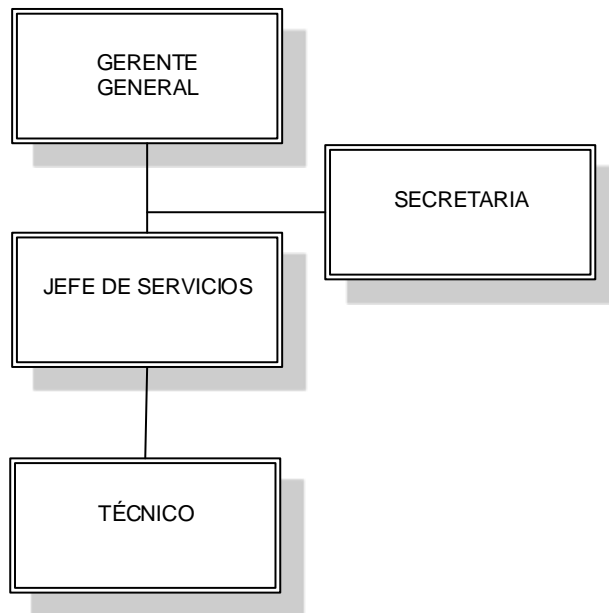 GERENTE
GENERAL
SECRETARIA
JEFE DE SERVICIOS
TÉCNICO